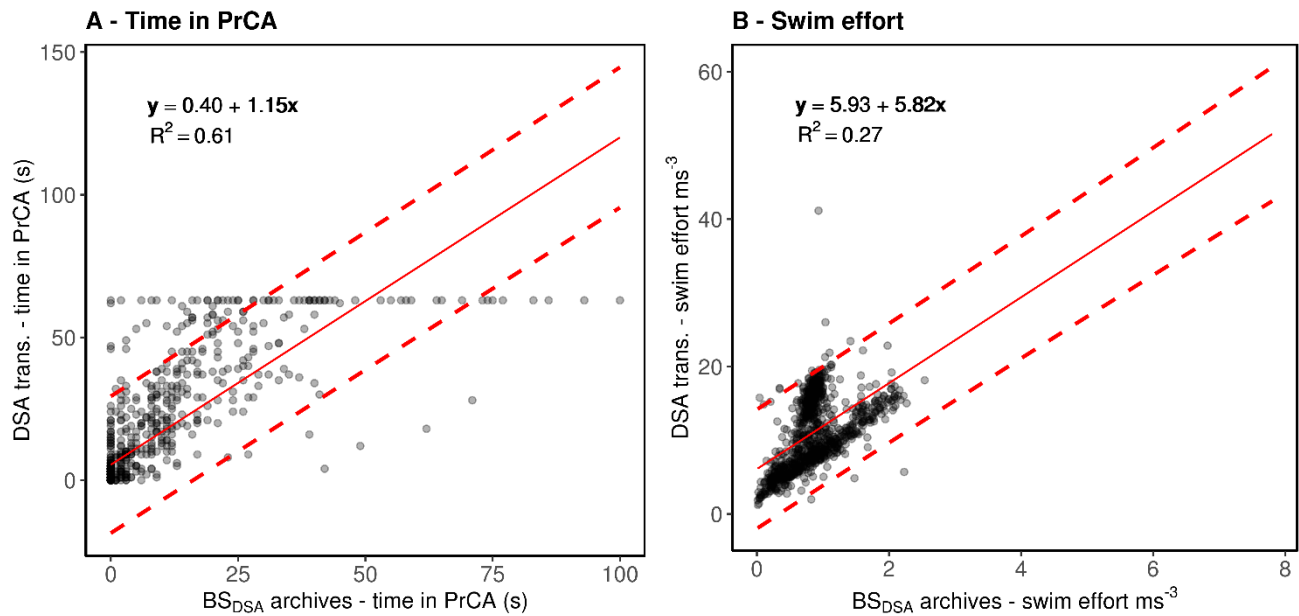 A - Time in PrCA
150
100
50
0
DSA trans. - time in PrCA (s)
y = 0.40 + 1.15x
R² = 0.61
0 25 50 75 100
BS_DSA archives - time in PrCA (s)
B - Swim effort
60
40
20
0
DSA trans. - swim effort ms⁻³
y = 5.93 + 5.82x
R² = 0.27
0 2 4 6 8
BS_DSA archives - swim effort ms⁻³